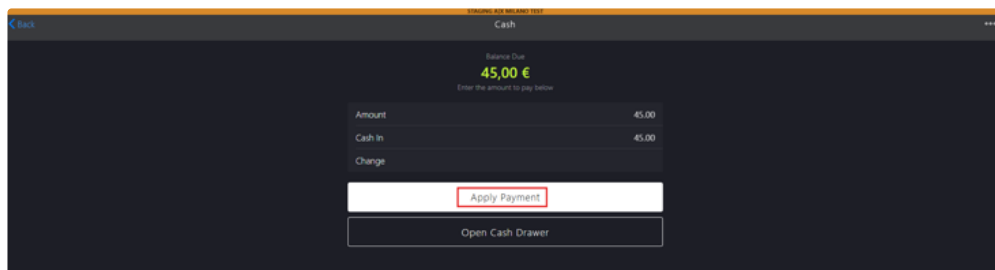 STAGING A2X MILANO TEST
Back
Cash
Balance Due
45,00 €
Enter the amount to pay below
Amount 45.00
Cash In 45.00
Change
Apply Payment
Open Cash Drawer